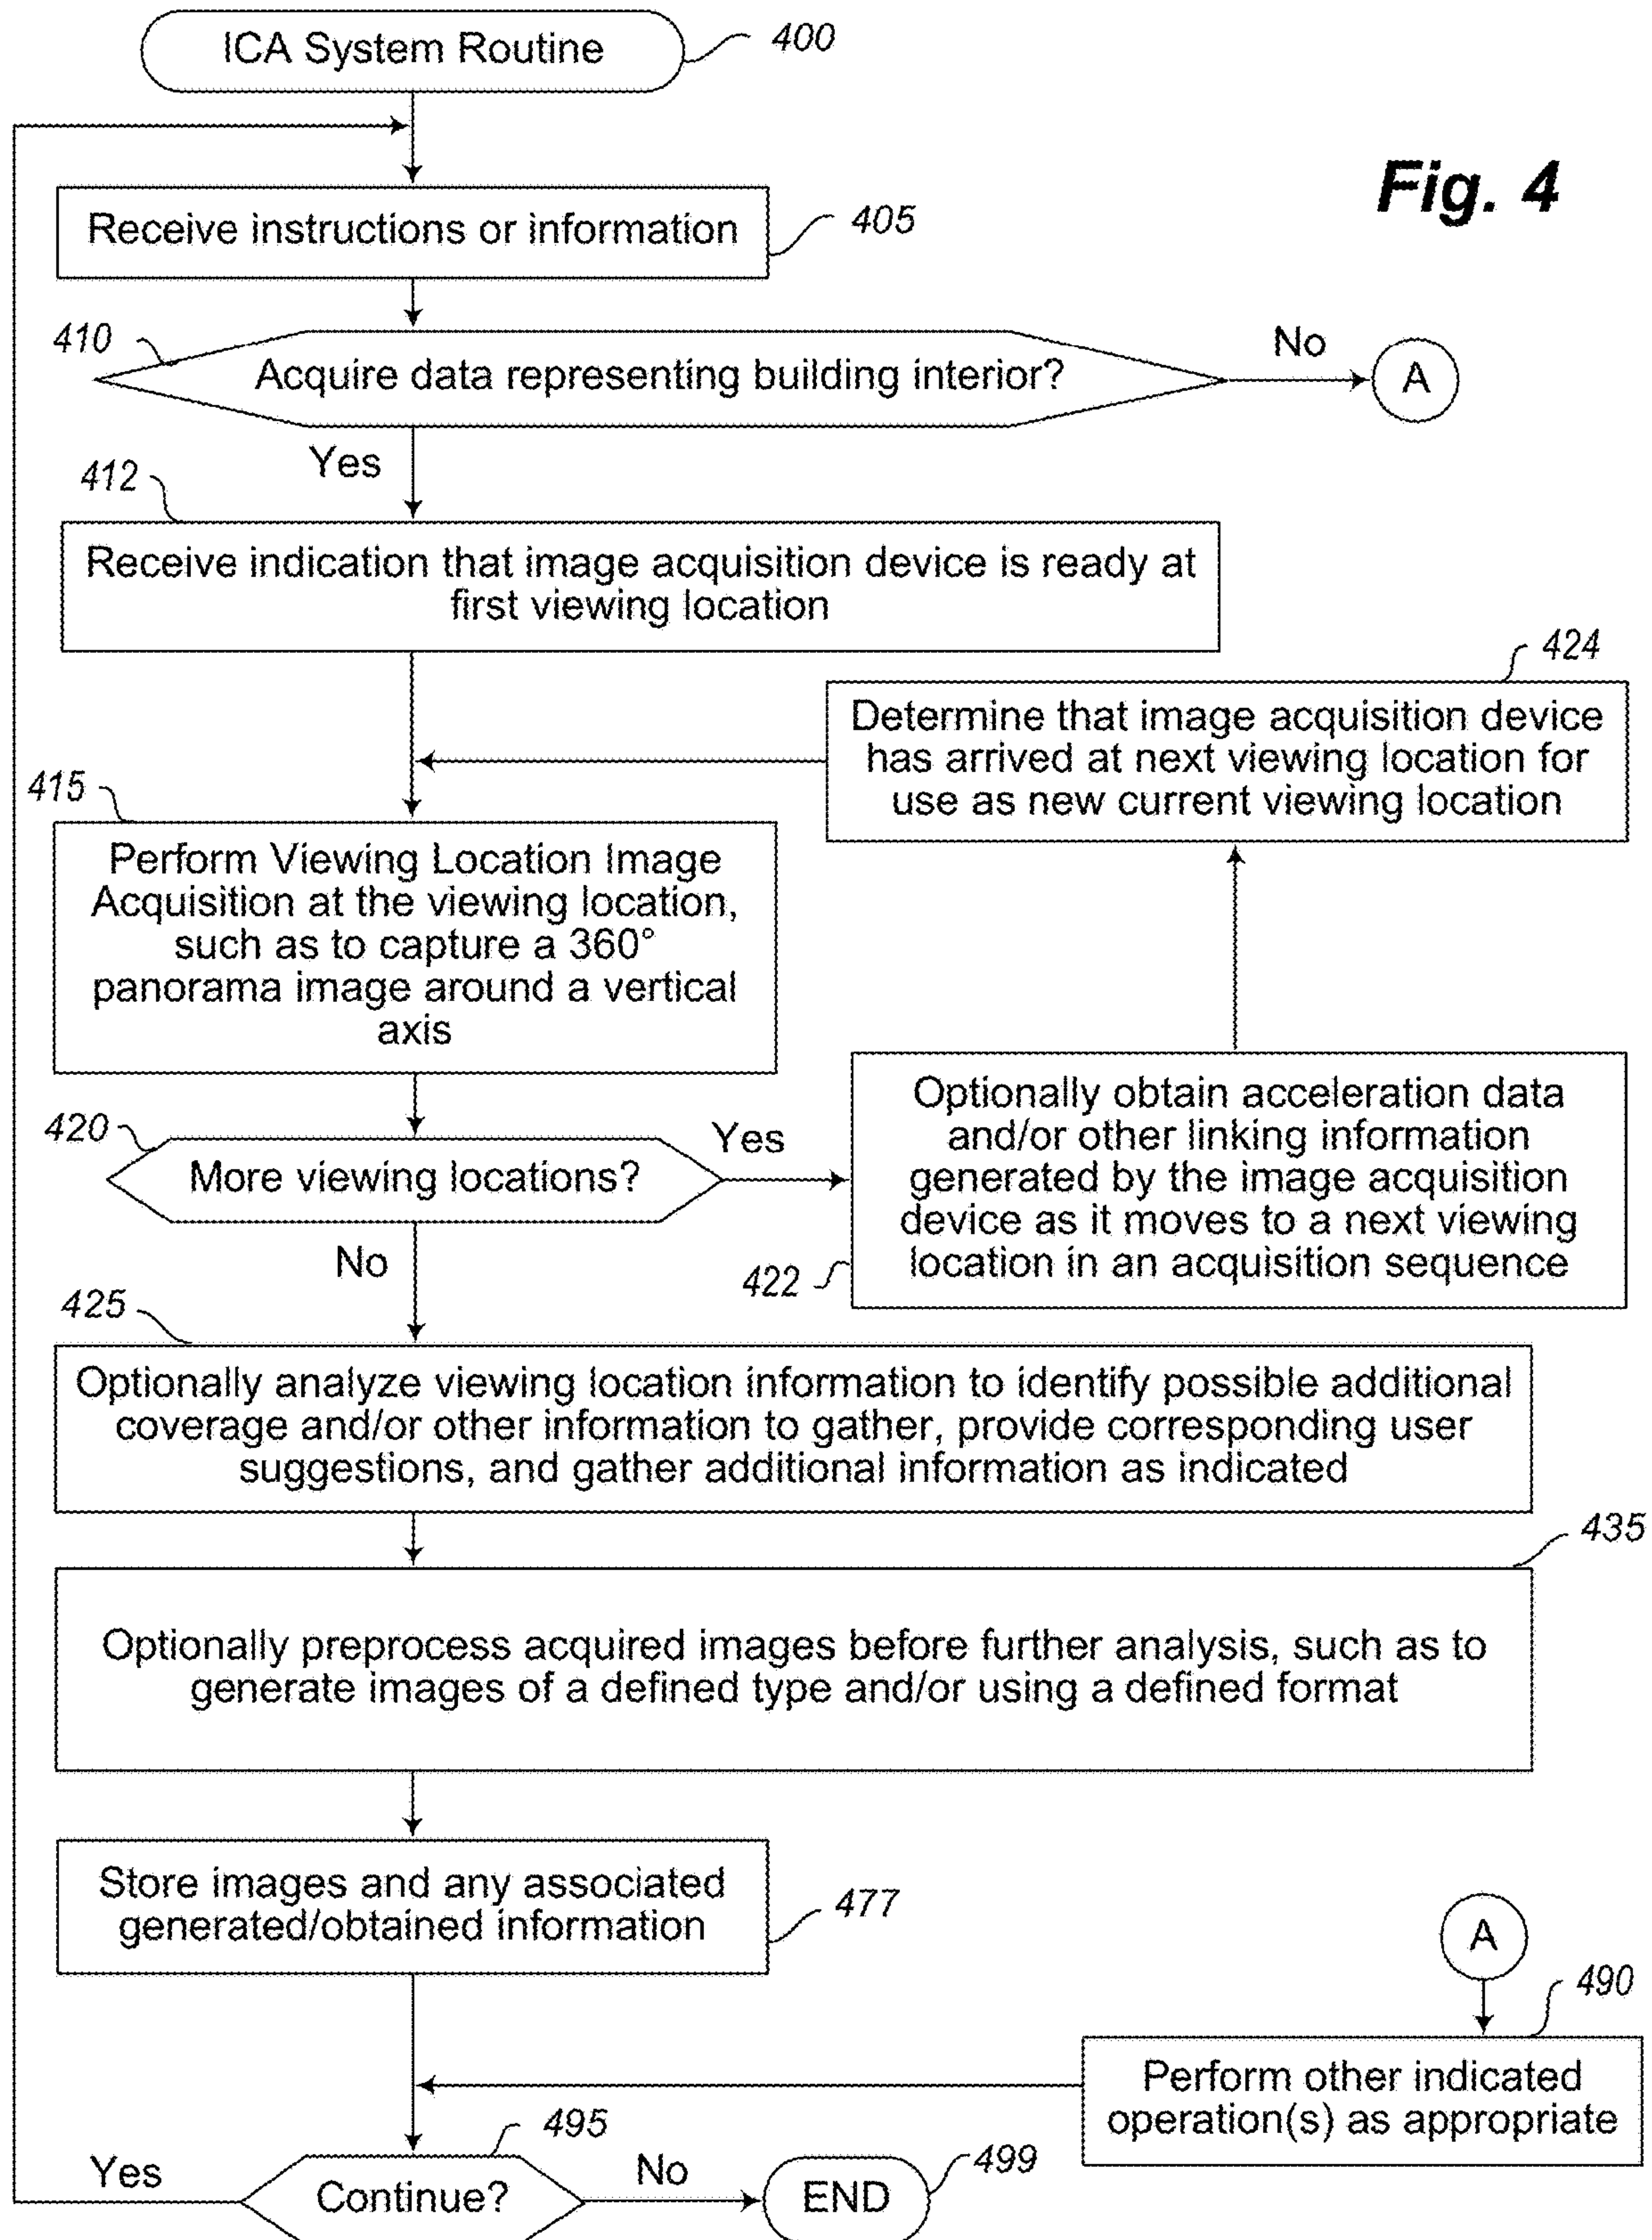 ICA System Routine
400
Fig. 4
Receive instructions or information
405
410
Acquire data representing building interior?
No
A
Yes
412
Receive indication that image acquisition device is ready at
first viewing location
424
Determine that image acquisition device
has arrived at next viewing location for
use as new current viewing location
415
Perform Viewing Location Image
Acquisition at the viewing location,
such as to capture a 360°
panorama image around a vertical
axis
420
More viewing locations?
Yes
Optionally obtain acceleration data
and/or other linking information
generated by the image acquisition
device as it moves to a next viewing
location in an acquisition sequence
422
No
425
Optionally analyze viewing location information to identify possible additional
coverage and/or other information to gather, provide corresponding user
suggestions, and gather additional information as indicated
435
Optionally preprocess acquired images before further analysis, such as to
generate images of a defined type and/or using a defined format
Store images and any associated
generated/obtained information
477
A
490
Perform other indicated
operation(s) as appropriate
495
Continue?
Yes
No
END
499